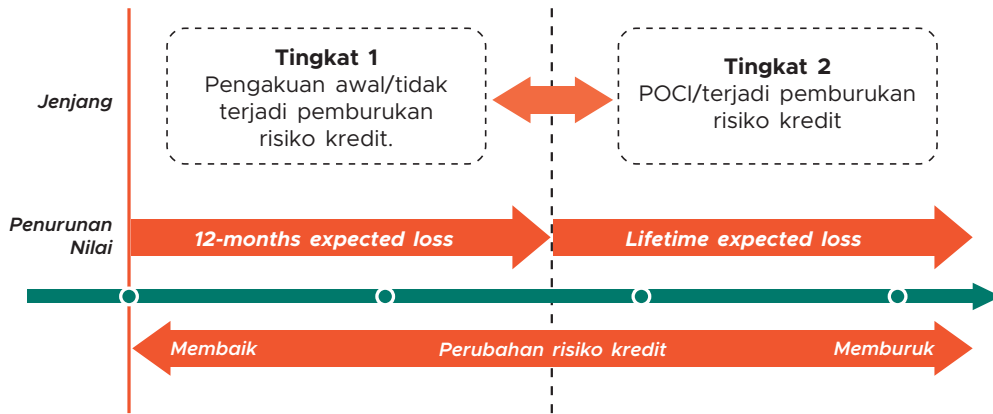 Jenjang
Tingkat 1
Pengakuan awal/tidak
terjadi pemburukan
risiko kredit.
Tingkat 2
POCI/terjadi pemburukan
risiko kredit
Penurunan
Nilai
12-months expected loss
Lifetime expected loss
Membaik
Perubahan risiko kredit
Memburuk